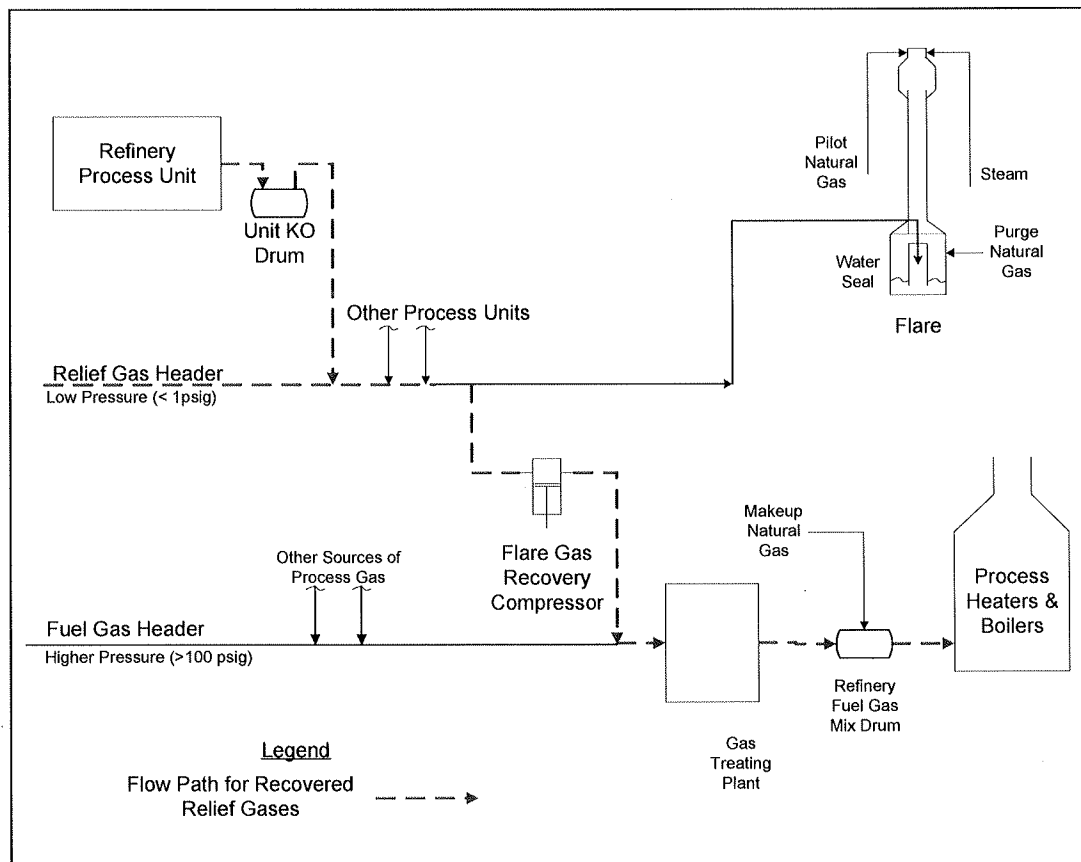 Refinery
Process Unit
Unit KO
Drum
Pilot
Natural
Gas
Steam
Purge
Natural
Gas
Water
Seal
Flare
Other Process Units
Relief Gas Header
Low Pressure (< 1psig)
Flare Gas
Recovery
Compressor
Makeup
Natural
Gas
Process
Heaters &
Boilers
Other Sources of
Process Gas
Fuel Gas Header
Higher Pressure (>100 psig)
Refinery
Fuel Gas
Mix Drum
Gas
Treating
Plant
Legend
Flow Path for Recovered
Relief Gases